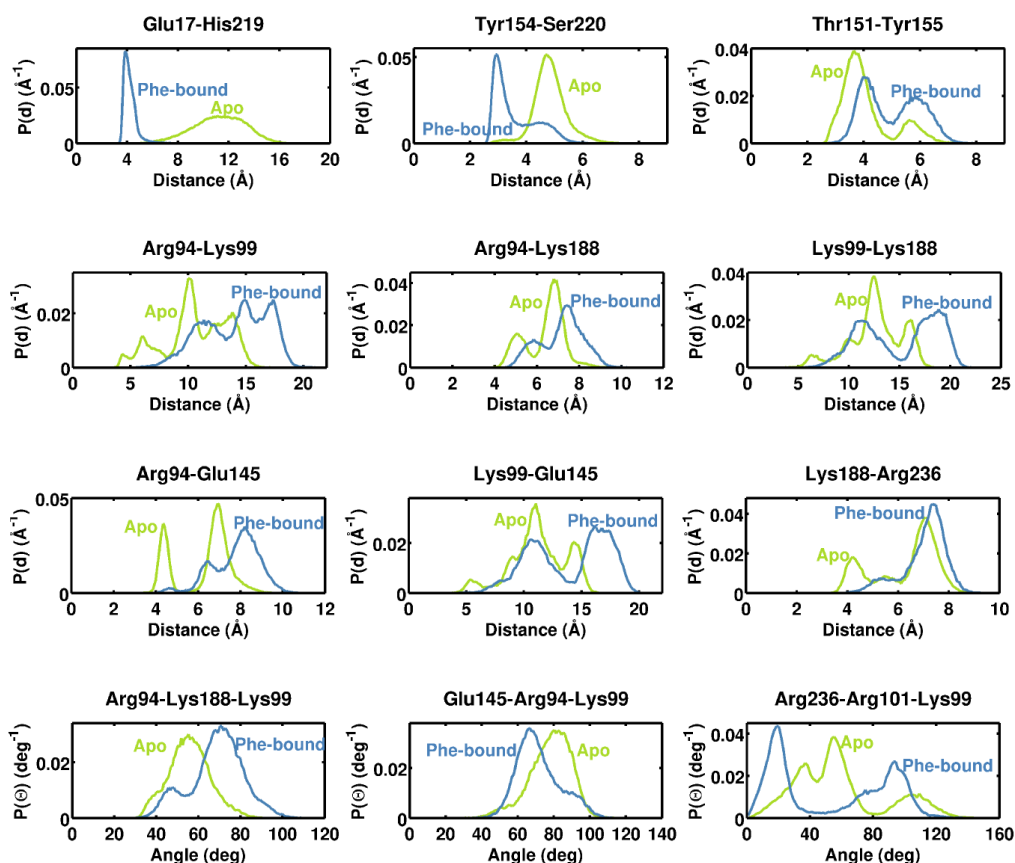 Glu17-His219
P(d) (Å⁻¹)
0.05
0
Phe-bound
Apo
0 4 8 12 16 20
Distance (Å)
Tyr154-Ser220
P(d) (Å⁻¹)
0.05
0
Phe-bound
Apo
0 2 4 6 8
Distance (Å)
Thr151-Tyr155
P(d) (Å⁻¹)
0.04
0.02
0
Apo
Phe-bound
0 2 4 6 8
Distance (Å)
Arg94-Lys99
P(d) (Å⁻¹)
0.02
0
Apo
Phe-bound
0 5 10 15 20
Distance (Å)
Arg94-Lys188
P(d) (Å⁻¹)
0.04
0.02
0
Apo
Phe-bound
0 2 4 6 8 10 12
Distance (Å)
Lys99-Lys188
P(d) (Å⁻¹)
0.04
0.02
0
Apo
Phe-bound
0 5 10 15 20 25
Distance (Å)
Arg94-Glu145
P(d) (Å⁻¹)
0.05
0
Apo
Phe-bound
0 2 4 6 8 10 12
Distance (Å)
Lys99-Glu145
P(d) (Å⁻¹)
0.02
0
Apo
Phe-bound
0 5 10 15 20
Distance (Å)
Lys188-Arg236
P(d) (Å⁻¹)
0.04
0.02
0
Phe-bound
Apo
0 2 4 6 8 10
Distance (Å)
Arg94-Lys188-Lys99
P(Θ) (deg⁻¹)
0.02
0
Apo
Phe-bound
0 20 40 60 80 100 120
Angle (deg)
Glu145-Arg94-Lys99
P(Θ) (deg⁻¹)
0.02
0
Phe-bound
Apo
0 20 40 60 80 100 120 140
Angle (deg)
Arg236-Arg101-Lys99
P(Θ) (deg⁻¹)
0.04
0.02
0
Apo
Phe-bound
0 40 80 120 160
Angle (deg)